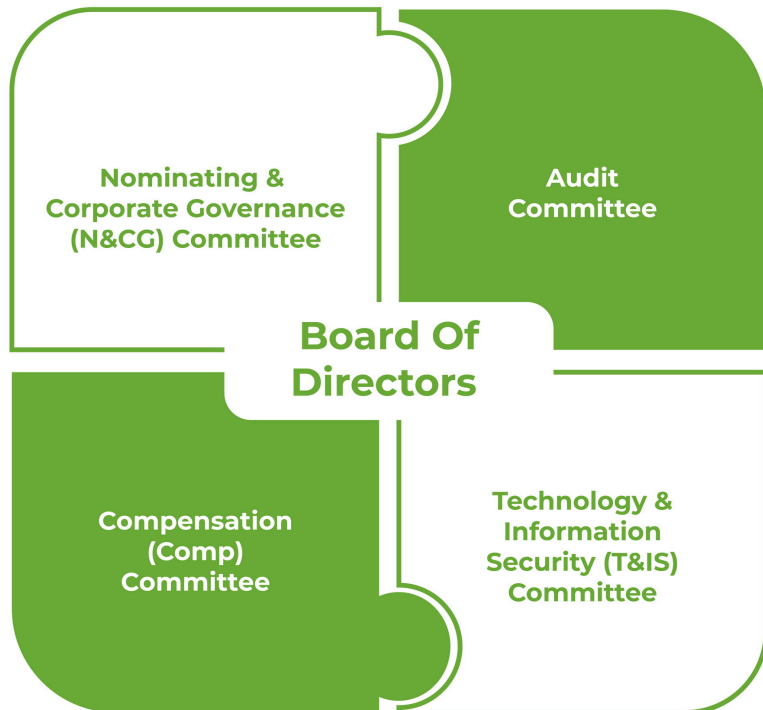 Nominating &
Corporate Governance
(N&CG) Committee
Audit
Committee
Board Of
Directors
Compensation
(Comp)
Committee
Technology &
Information
Security (T&IS)
Committee